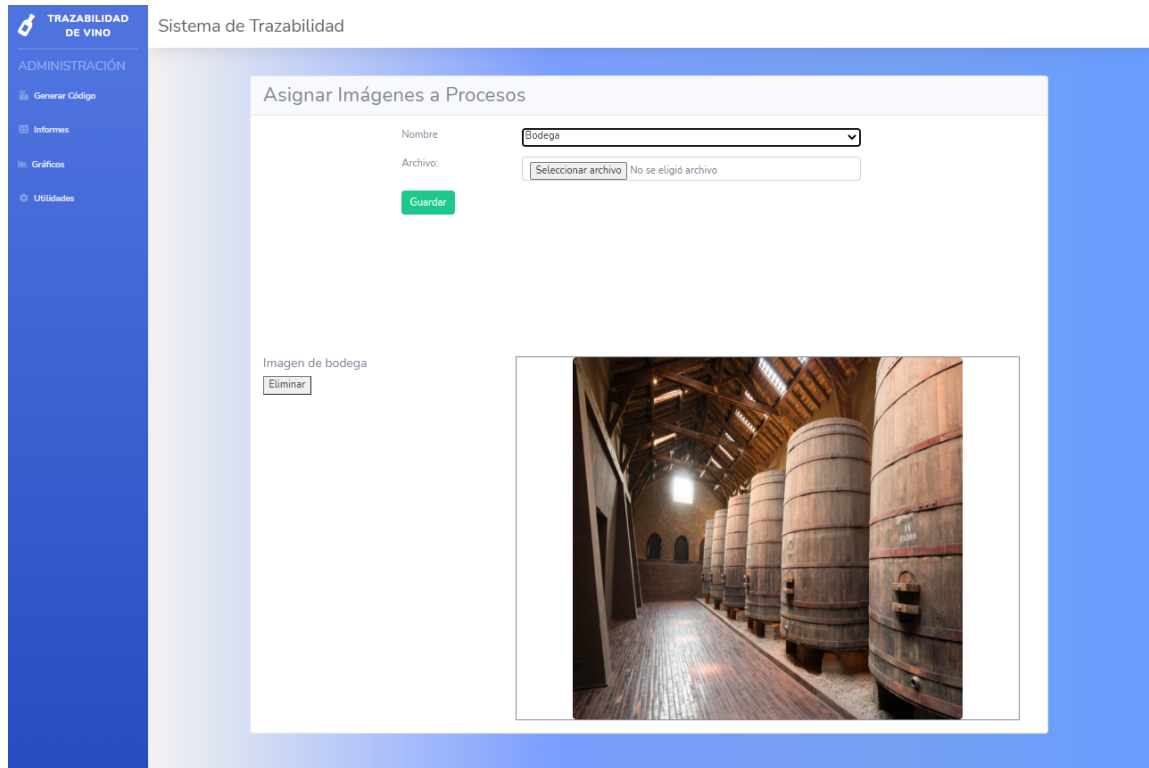 TRAZABILIDAD
DE VINO
Sistema de Trazabilidad
ADMINISTRACIÓN
Generar Código
Informes
Gráficos
Utilidades
Asignar Imágenes a Procesos
Nombre
Bodega
Archivo:
Seleccionar archivo No se eligió archivo
Guardar
Imagen de bodega
Eliminar